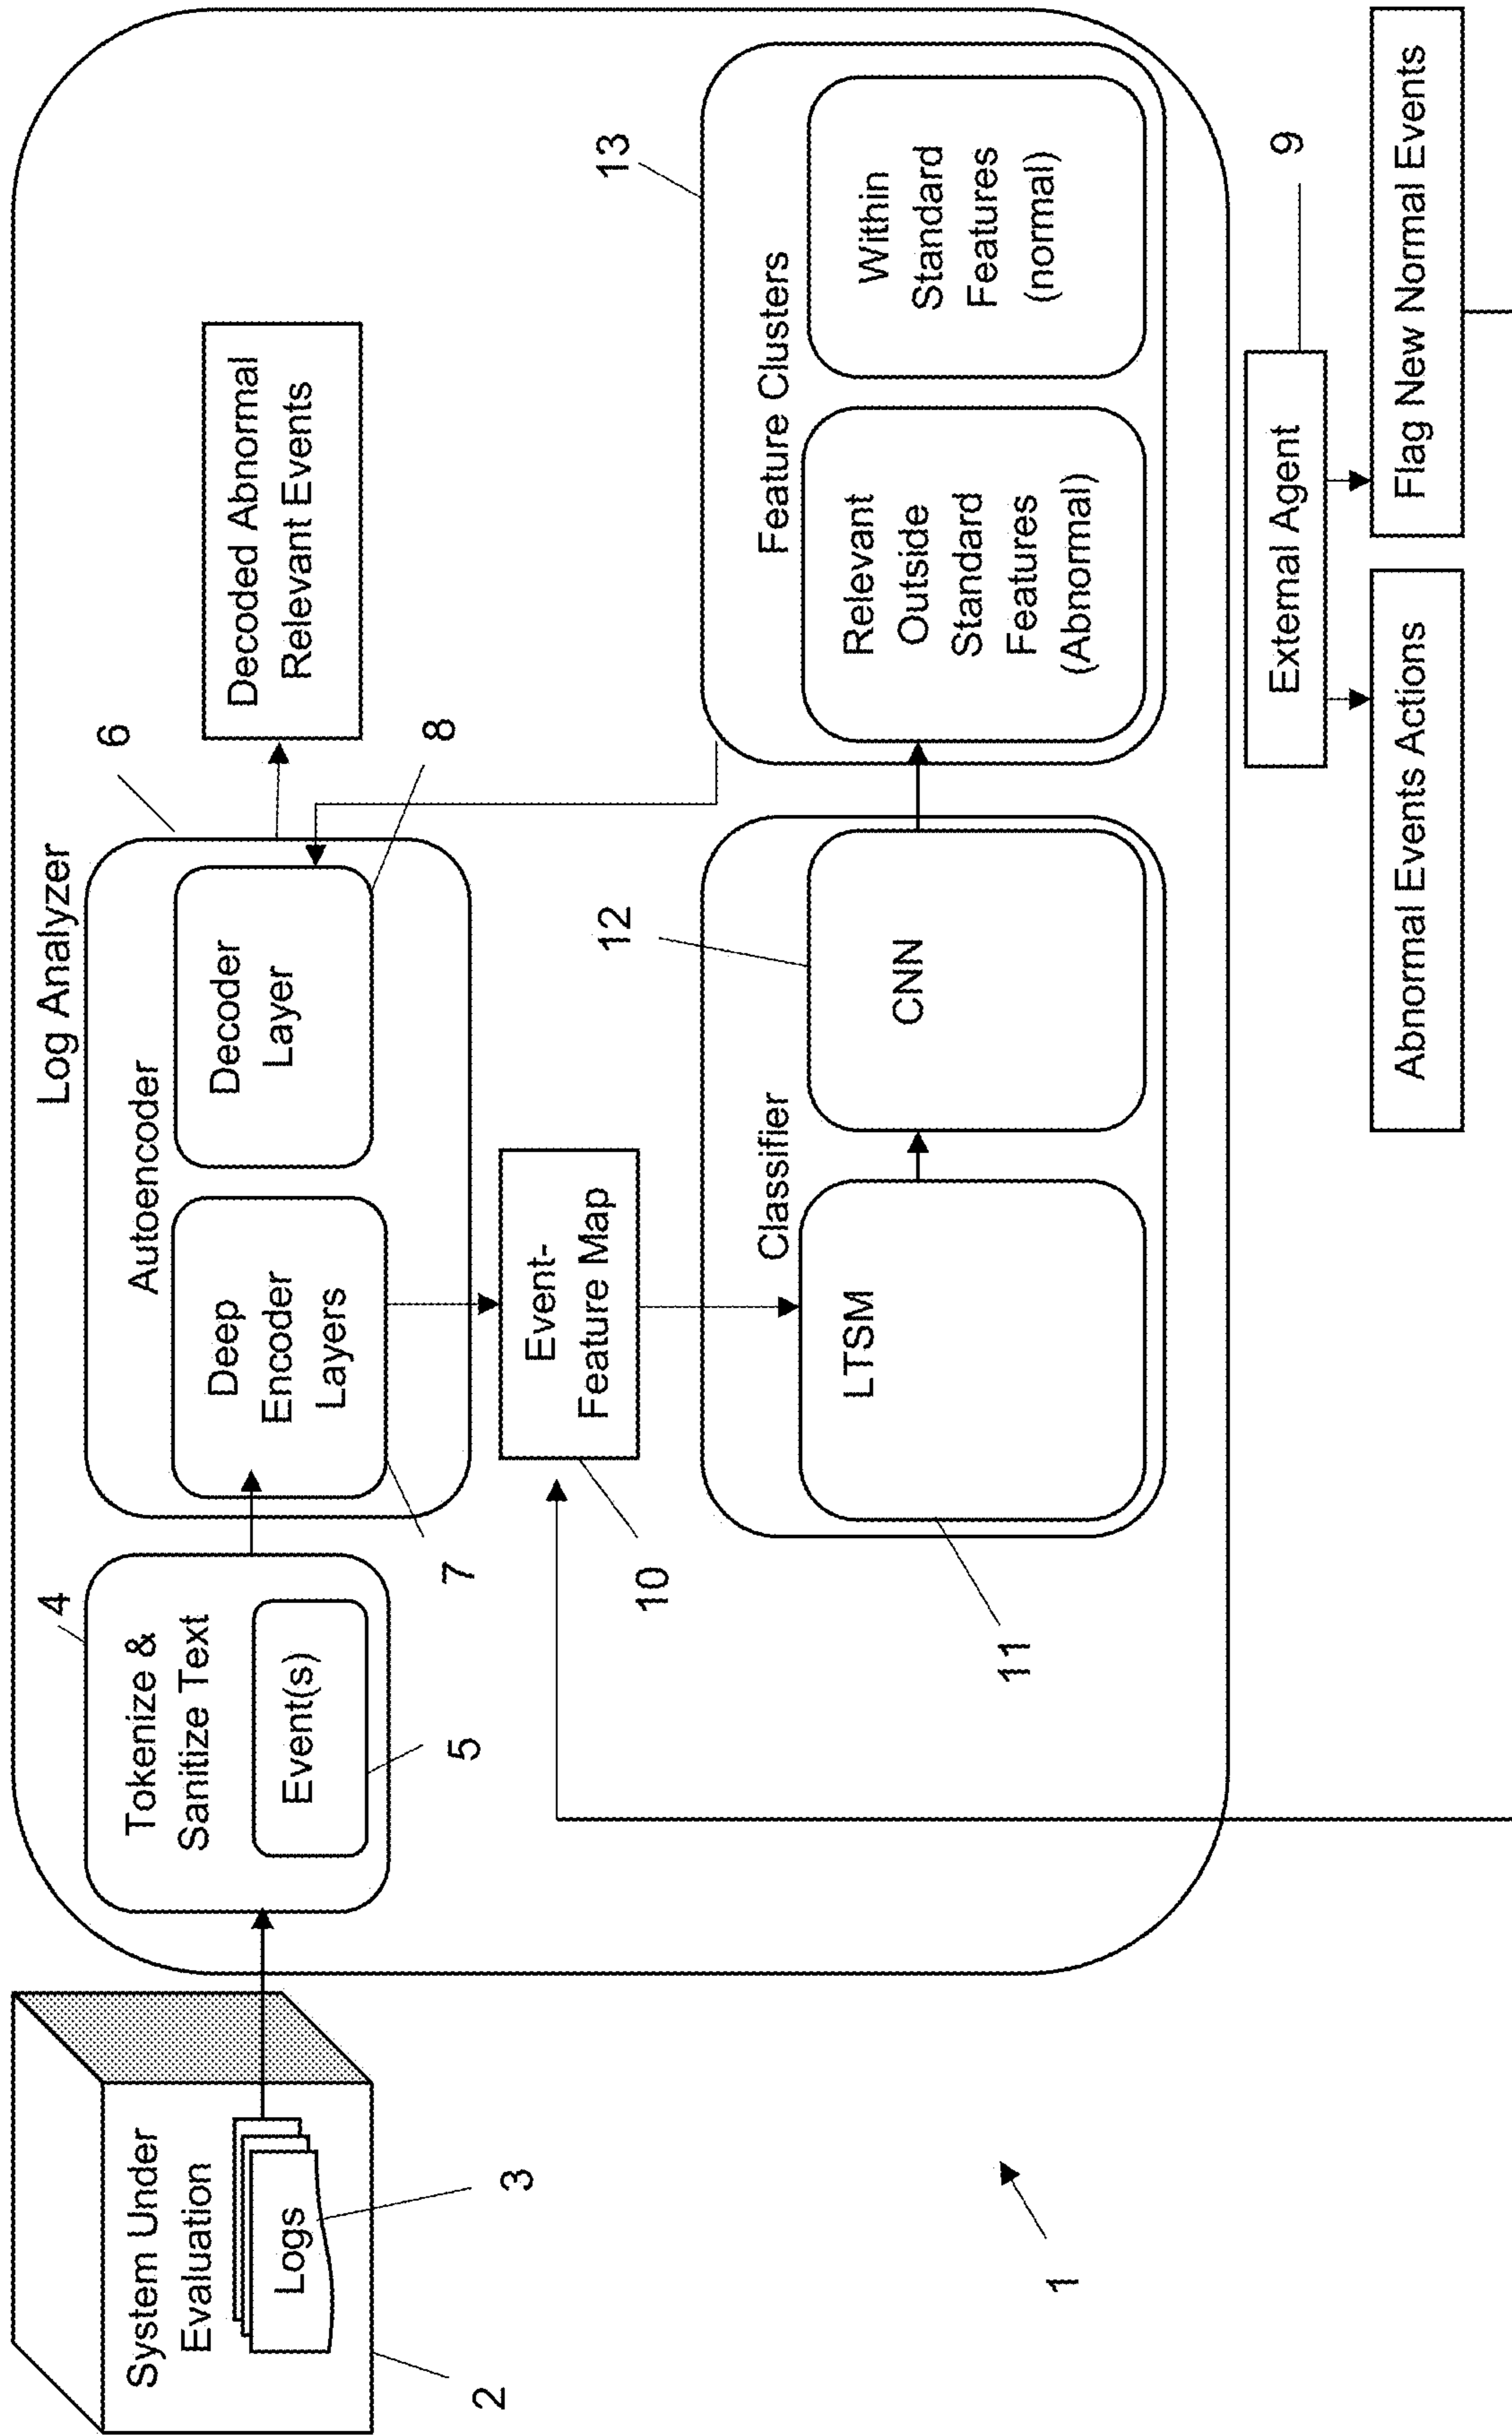 Log Analyzer
System Under
Evaluation
Logs
2
3
4
Tokenize &
Sanitize Text
Event(s)
5
6
Autoencoder
Deep
Encoder
Layers
7
Decoder
Layer
8
Decoded Abnormal
Relevant Events
Event-
Feature Map
10
Classifier
LTSM
11
12
CNN
13
Feature Clusters
Relevant
Outside
Standard
Features
(Abnormal)
Within
Standard
Features
(normal)
1
External Agent
9
Abnormal Events Actions
Flag New Normal Events